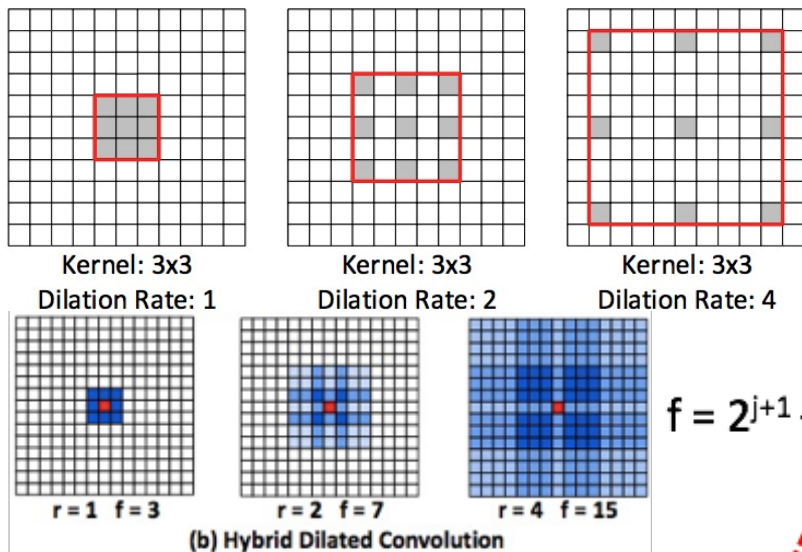 Kernel: 3x3 Kernel: 3x3 Kernel: 3x3
Dilation Rate: 1 Dilation Rate: 2 Dilation Rate: 4
f = 2^{j+1}
r = 1 f = 3 r = 2 f = 7 r = 4 f = 15
(b) Hybrid Dilated Convolution